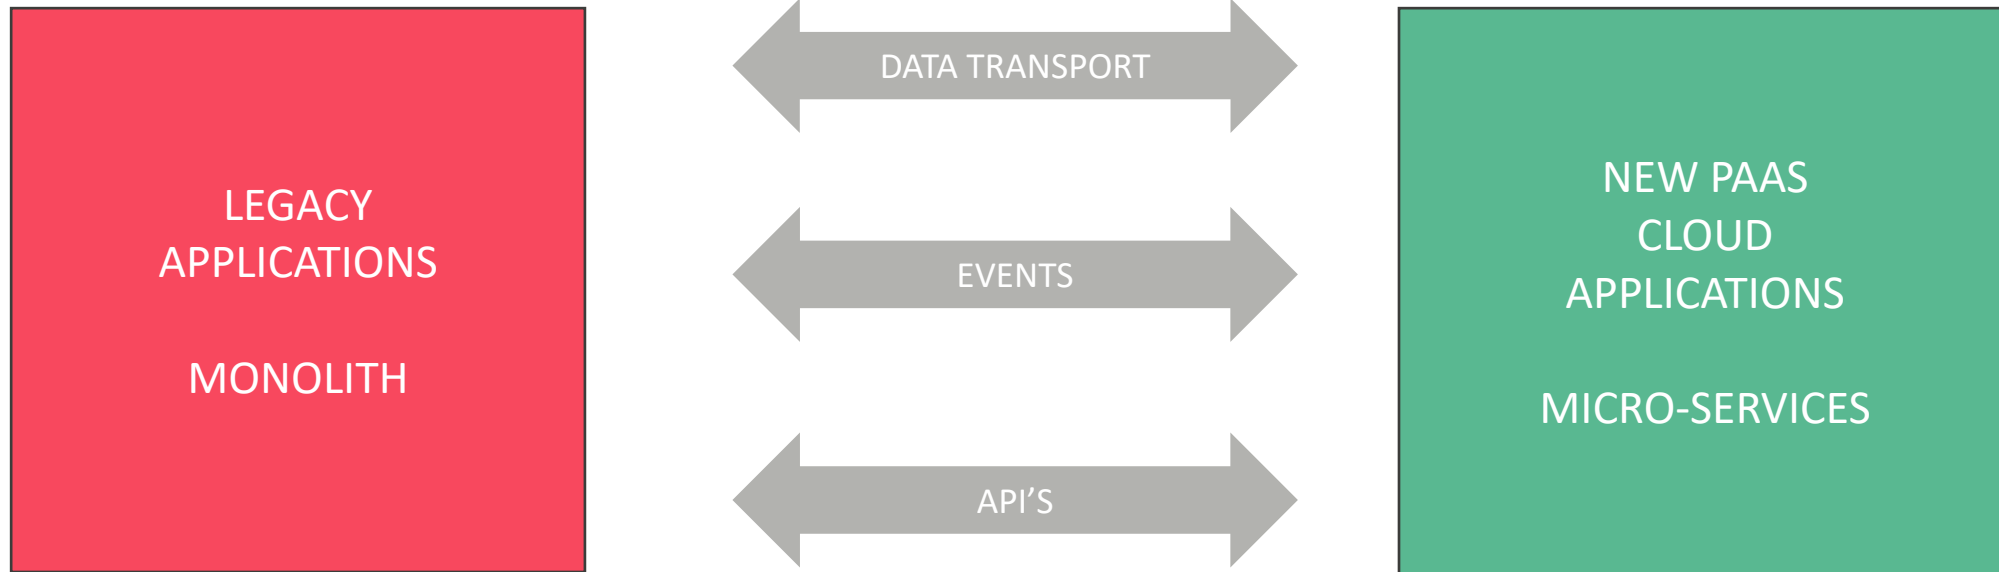 LEGACY
APPLICATIONS
MONOLITH
DATA TRANSPORT
EVENTS
API’S
NEW PAAS
CLOUD
APPLICATIONS
MICRO-SERVICES